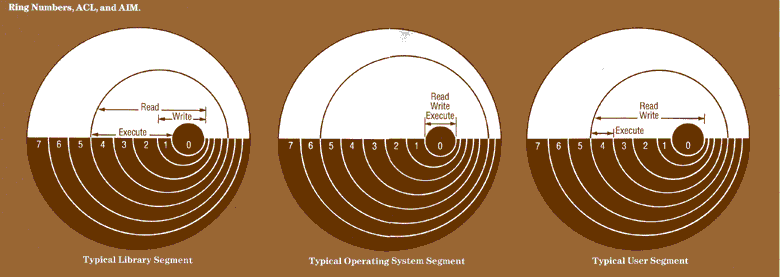 Ring Numbers, ACL, and AIM.
Read
Write
Execute
7 6 5 4 3 2 1 0
Typical Library Segment
Read
Write
Execute
7 6 5 4 3 2 1 0
Typical Operating System Segment
Read
Write
Execute
7 6 5 4 3 2 1 0
Typical User Segment